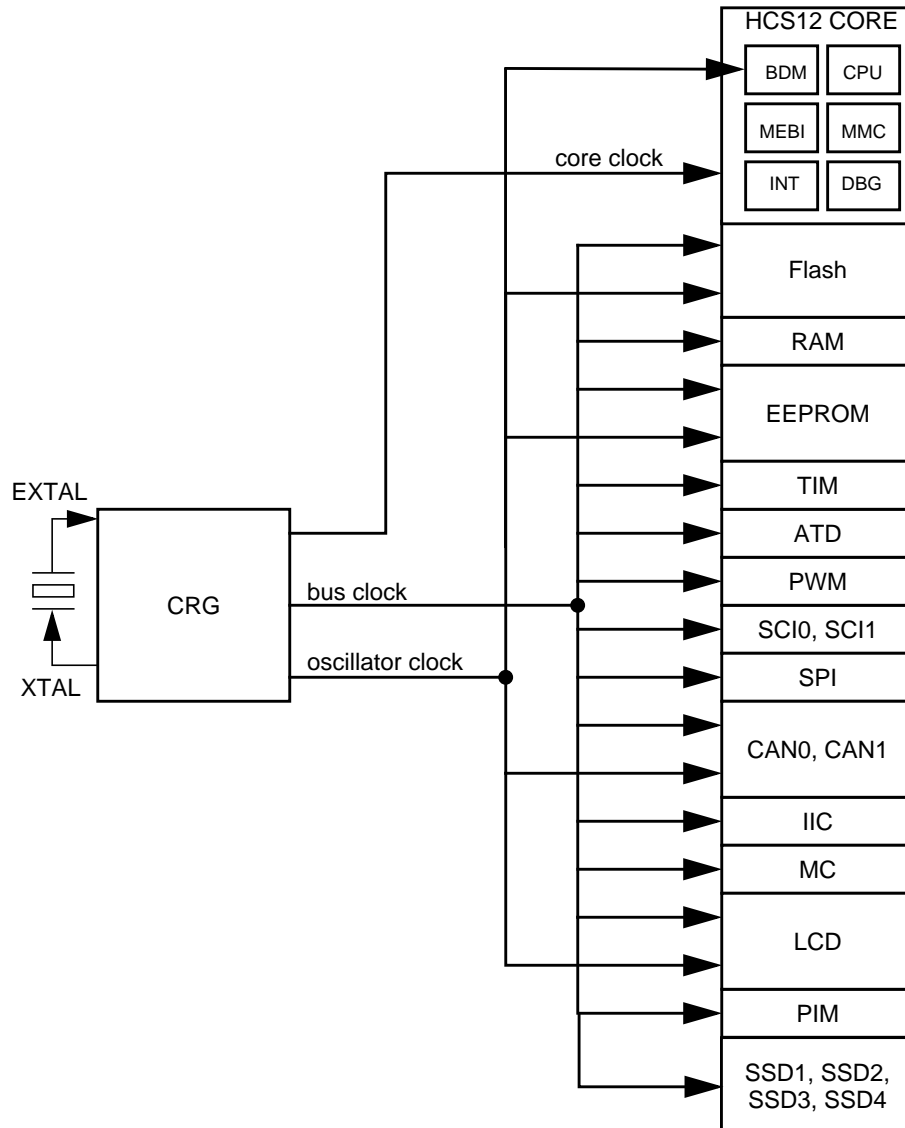 HCS12 CORE
BDM
CPU
MEBI
MMC
core clock
INT
DBG
Flash
RAM
EEPROM
TIM
EXTAL
ATD
CRG
bus clock
PWM
SCI0, SCI1
oscillator clock
XTAL
SPI
CAN0, CAN1
IIC
MC
LCD
PIM
SSD1, SSD2,
SSD3, SSD4